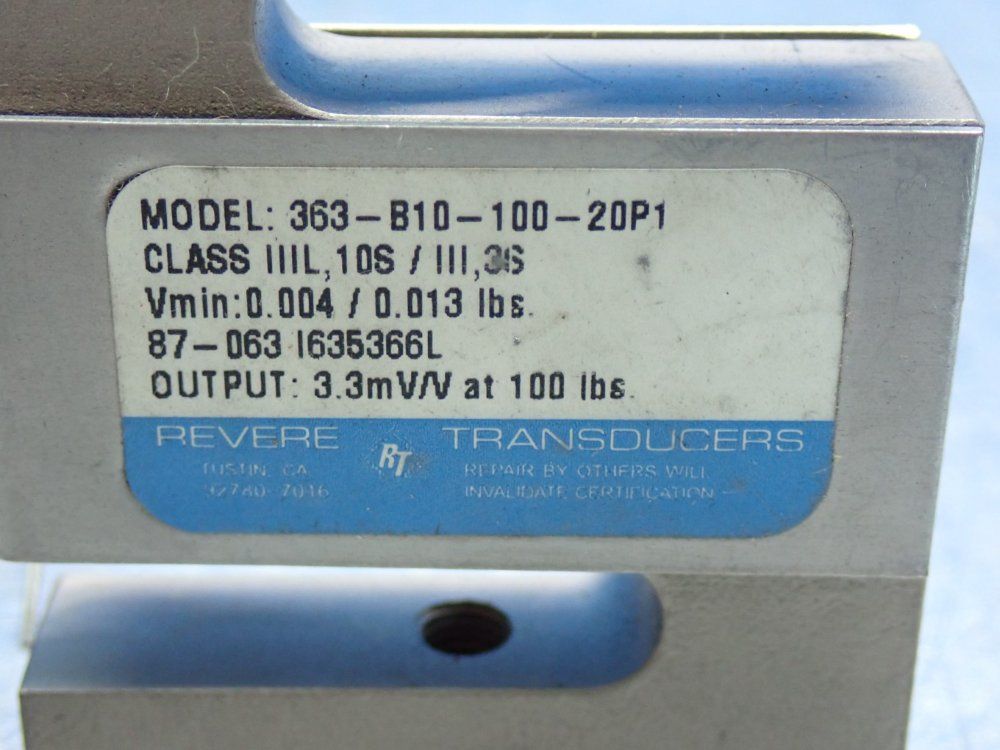 MODEL: 363-B10-100-20P1
CLASS IIIL,10S / III,3S
Vmin:0.004 / 0.013 lbs.
87-063 I635366L
OUTPUT: 3.3mV/V at 100 lbs.
REVERE RT TRANSDUCERS
TUSTIN, CA. REPAIR BY OTHERS WILL
92780-7016 INVALIDATE CERTIFICATION